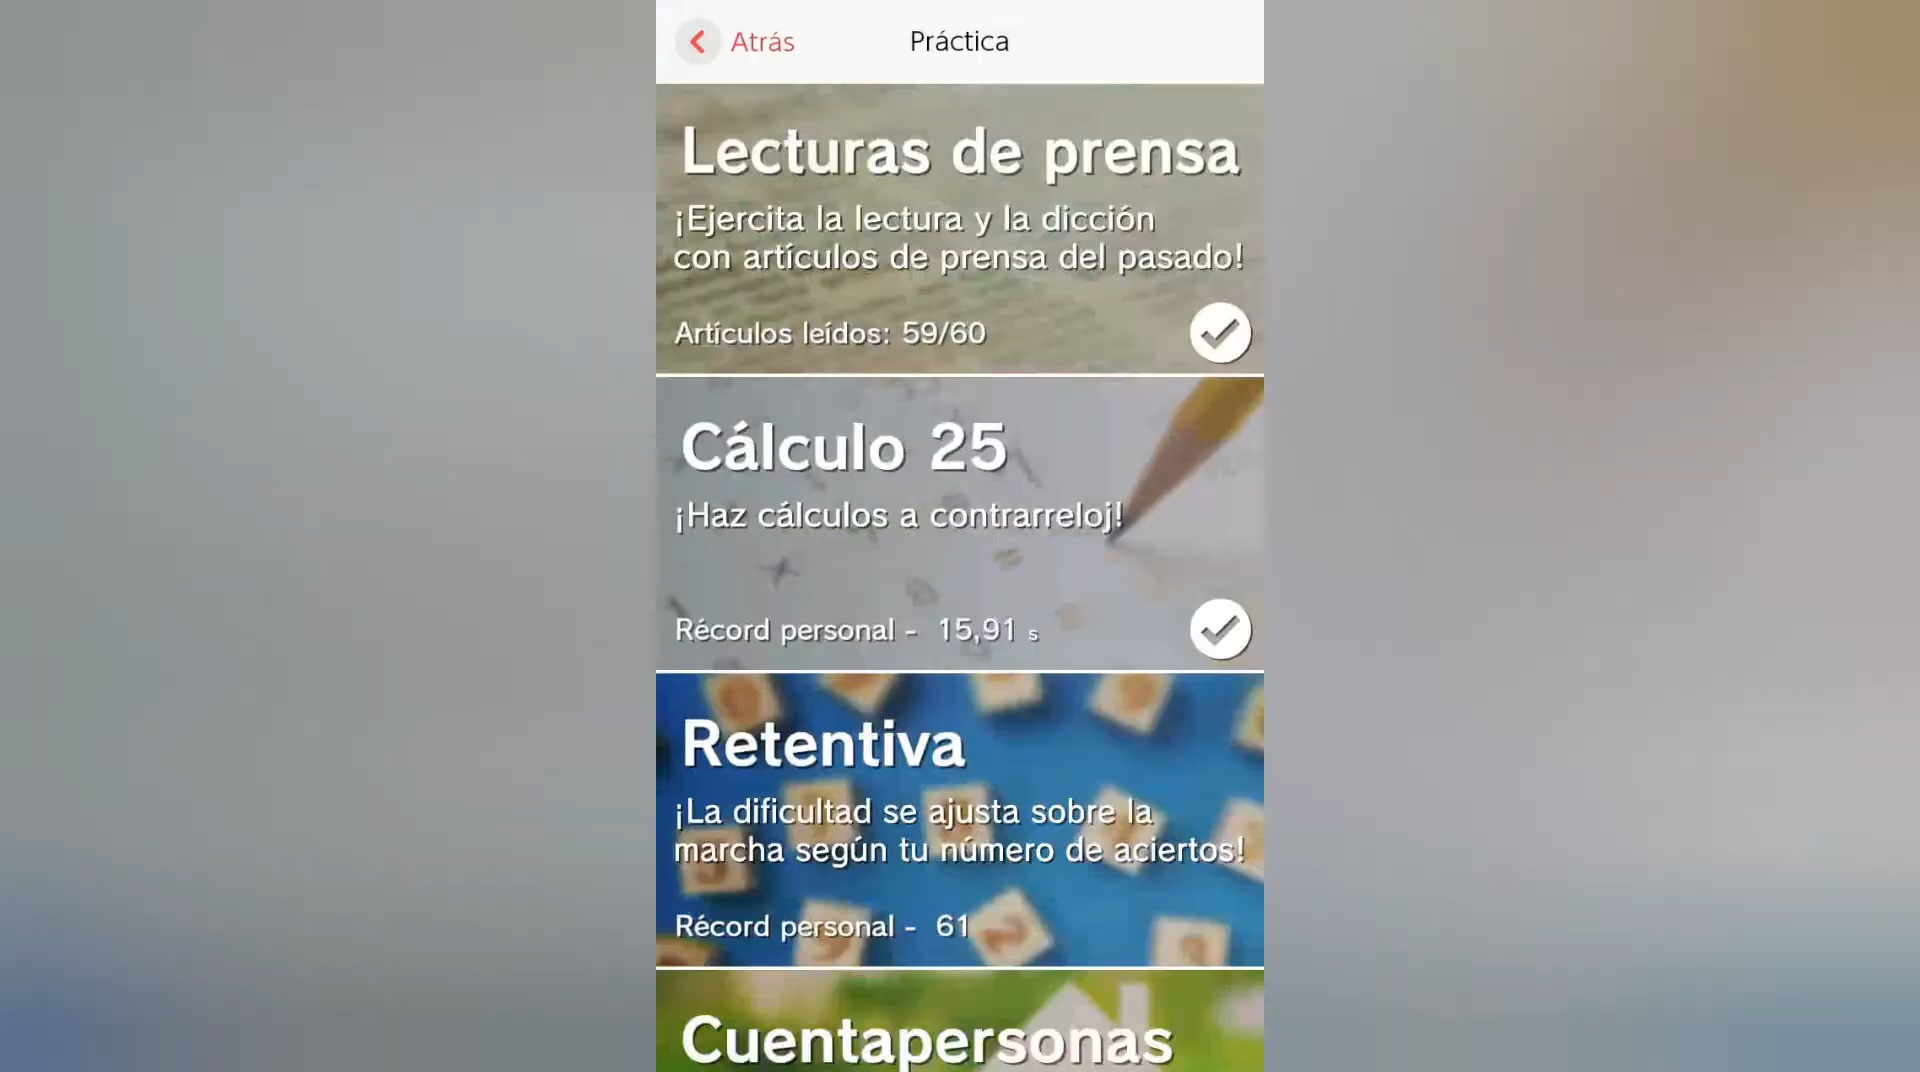 Atrás
Práctica
Lecturas de prensa
¡Ejercita la lectura y la dicción
con artículos de prensa del pasado!
Artículos leídos: 59/60
Cálculo 25
¡Haz cálculos a contrarreloj!
Récord personal - 15,91 s
Retentiva
¡La dificultad se ajusta sobre la
marcha según tu número de aciertos!
Récord personal - 61
Cuentapersonas